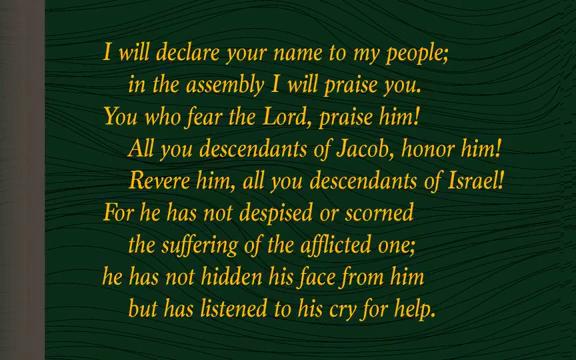 I will declare your name to my people;
in the assembly I will praise you.
You who fear the Lord, praise him!
All you descendants of Jacob, honor him!
Revere him, all you descendants of Israel!
For he has not despised or scorned
the suffering of the afflicted one;
he has not hidden his face from him
but has listened to his cry for help.